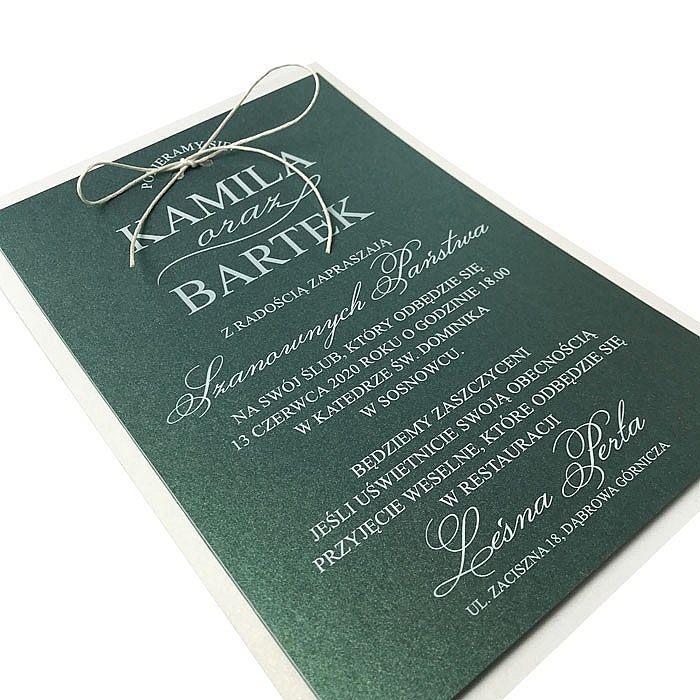 POBIERAMY SIĘ
KAMILA
oraz
BARTEK
Z RADOŚCIĄ ZAPRASZAJĄ
Szanownych Państwa
NA SWÓJ ŚLUB, KTÓRY ODBĘDZIE SIĘ
13 CZERWCA 2020 ROKU O GODZINIE 18.00
W KATEDRZE ŚW. DOMINIKA
W SOSNOWCU.
BĘDZIEMY ZASZCZYCENI
JEŚLI UŚWIETNICIE SWOJĄ OBECNOŚCIĄ
PRZYJĘCIE WESELNE, KTÓRE ODBĘDZIE SIĘ
W RESTAURACJI
Leśna Perła
UL. ZACISZNA 18, DĄBROWA GÓRNICZA